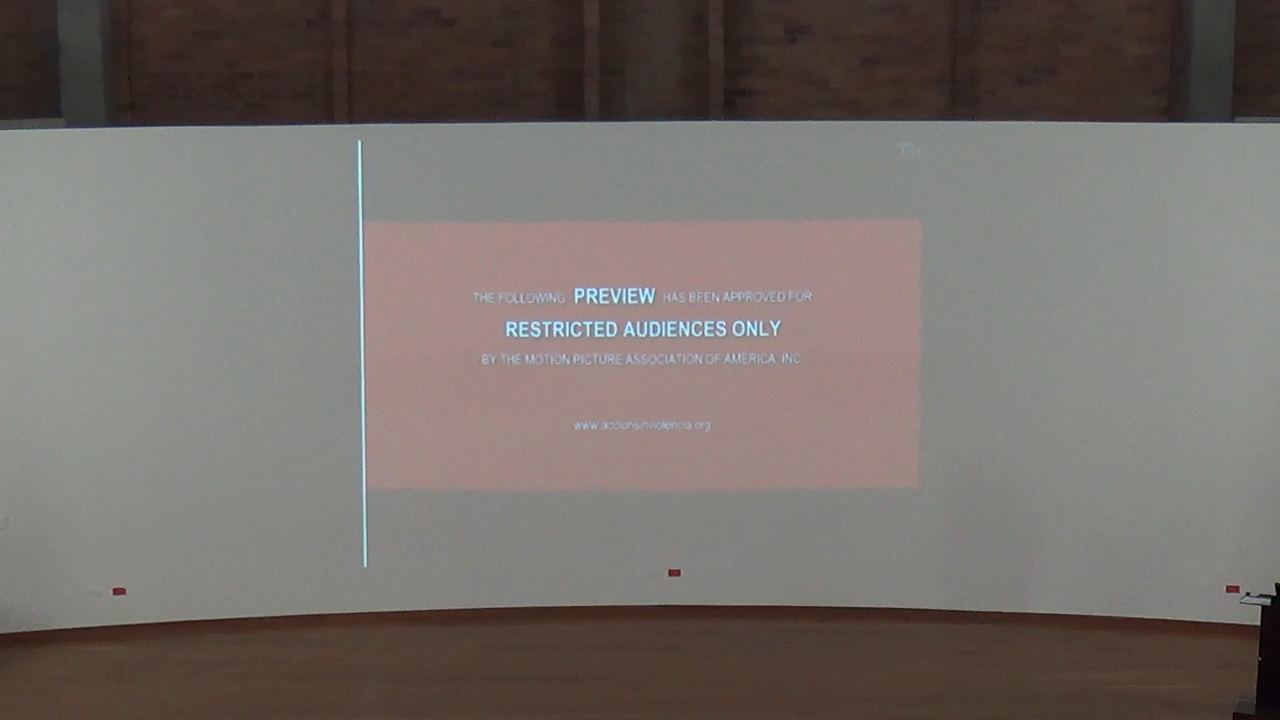 THE FOLLOWING PREVIEW HAS BEEN APPROVED FOR
RESTRICTED AUDIENCES ONLY
BY THE MOTION PICTURE ASSOCIATION OF AMERICA, INC
www.accionsinviolencia.org